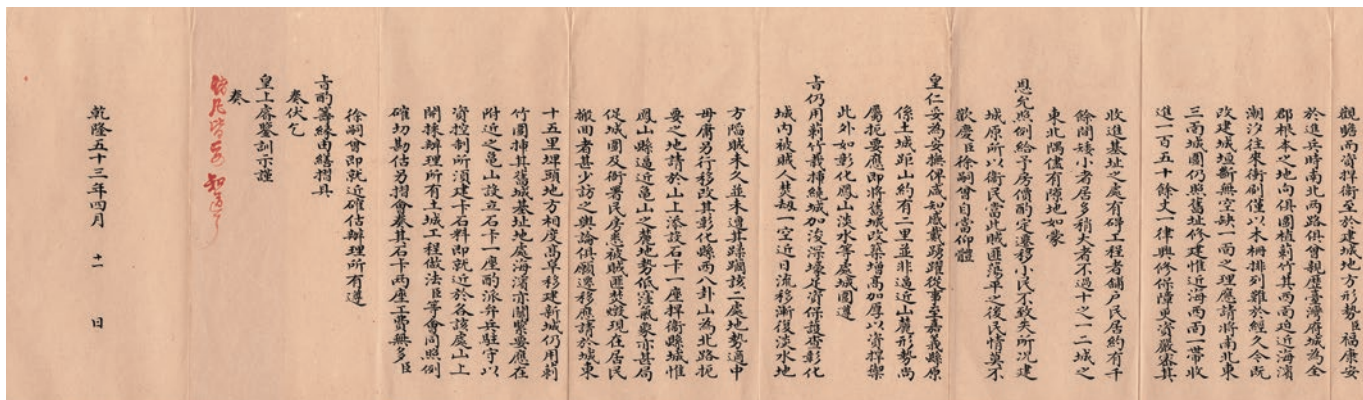 觀瞻而資捍衛至於建城地方形勢臣福康安
於進兵時南北兩路俱曾親歷臺灣府城為全
郡根本之地向俱圍植莿竹其西面迫近海濱
潮汐往來衝刷僅以木柵排列難於經久今既
改建城垣斷無空缺一面之理應請將南北東
三面城圍仍照舊址修建惟近海西面一帶收
進一百五十餘丈一律興修保障更資嚴密其
收進基址之處有碍工程者舖戶民居約有千
餘間矮小者居多稍大者不過十之一二城之
東北隅儘有隙地如蒙
恩允照例給予房價酌定遷移小民不致失所況建
城原所以衛民當此賊匪蕩平之後民情莫不
歡慶臣徐嗣曾自當仰體
皇仁妥為安撫俾咸知感戴踴躍從事至嘉義縣原
係土城距山約有二里並非逼近山麓形勢尚
屬扼要應即將舊城改築增高加厚以資捍禦
此外如彰化鳳山淡水等處城圍遵
旨仍用莿竹栽插繞城加浚深壕足資保護查彰化
城內被賊人焚刼一空近日流移漸復淡水地
方陷賊未久並未遭其蹂躪該二處地勢適中
毋庸另行移改其彰化縣西八卦山為北路扼
要之地請於山上添設石卡一座捍衛縣城惟
鳳山縣逼近龜山之麓地勢低窪氣象亦甚局
促城圍及衙署民房悉被賊匪焚燬現在居民
搬回者甚少訪之輿論俱願遷移應請於城東
十五里埤頭地方相度高阜移建新城仍用莿
竹圍插其舊城基址地處海濱亦關緊要應在
附近之龜山設立石卡一座酌派弁兵駐守以
資控制所須建卡石料即就近於各該處山上
開採辦理所有土城工程做法臣等會同照例
確切勘估另摺會奏其石卡兩座工費無多臣
徐嗣曾即就近確估辦理所有遵
旨酌籌緣由繕摺具
奏伏乞
皇上睿鑒訓示謹
奏
乾隆五十三年四月 十一 日